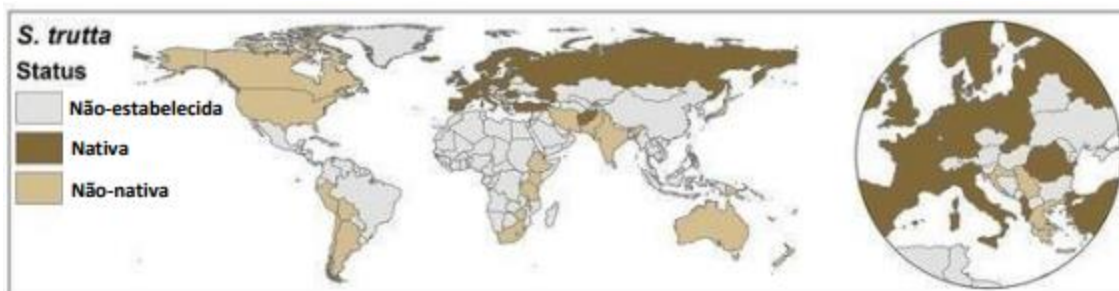 S. trutta
Status
Não-estabelecida
Nativa
Não-nativa